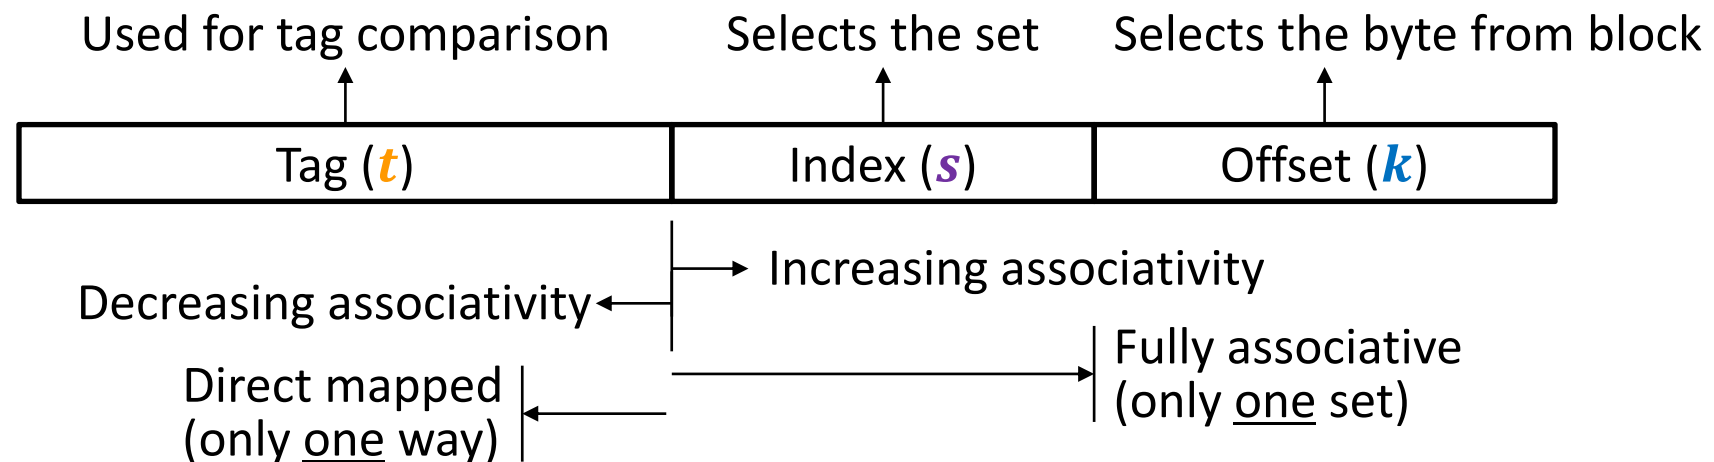 Used for tag comparison
Selects the set
Selects the byte from block
Tag (t)
Index (s)
Offset (k)
Increasing associativity
Decreasing associativity
Fully associative
(only one set)
Direct mapped
(only one way)